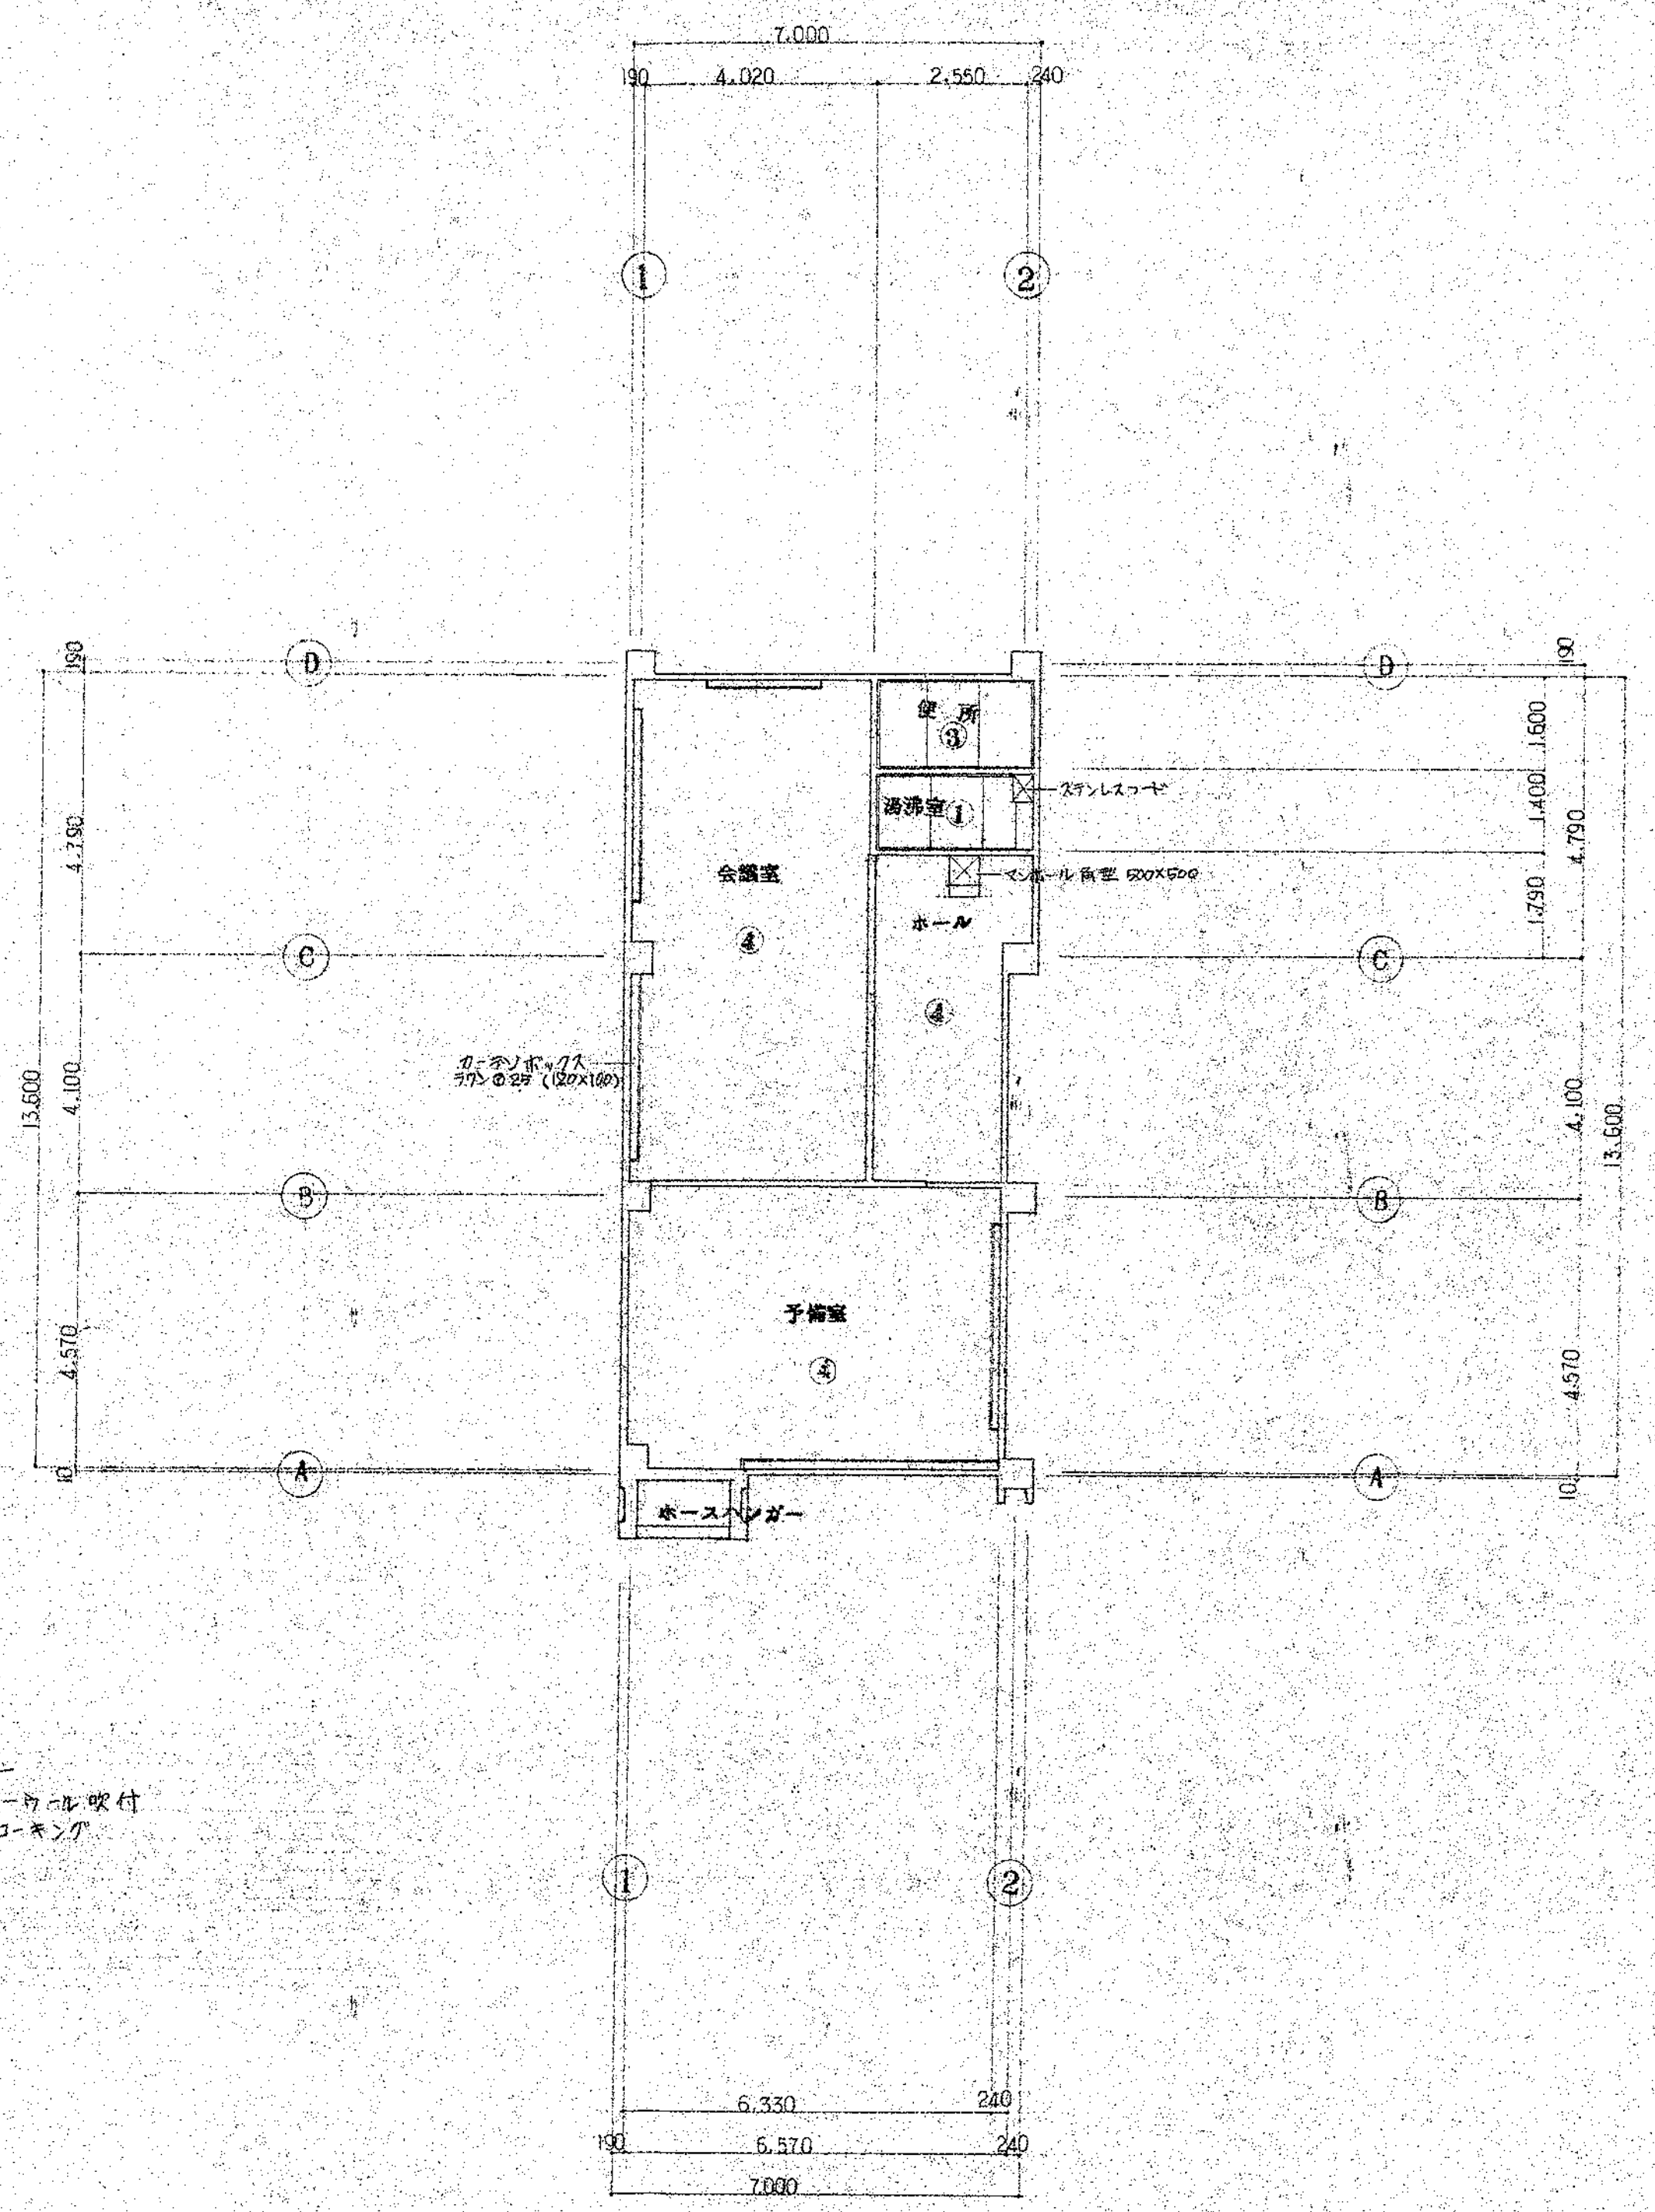 7.000
190 4.020 2.550 240
① ②
190 D D 190
便所
③
1.600
湯沸室 ①
ステンレスフード
1.400
4.790
4.790
会議室
マンホール 角型 500×500
1.790
ホール
④
C C
④
カーテンボックス
ラワン 25 (120×100)
13.600
4.100
4.100
13.600
B B
予備室
④
4.570
4.570
10 A A 10
ホースハンガー
ーウール吹付
コーキング
① ②
6.330 240
190 6.570 240
7.000